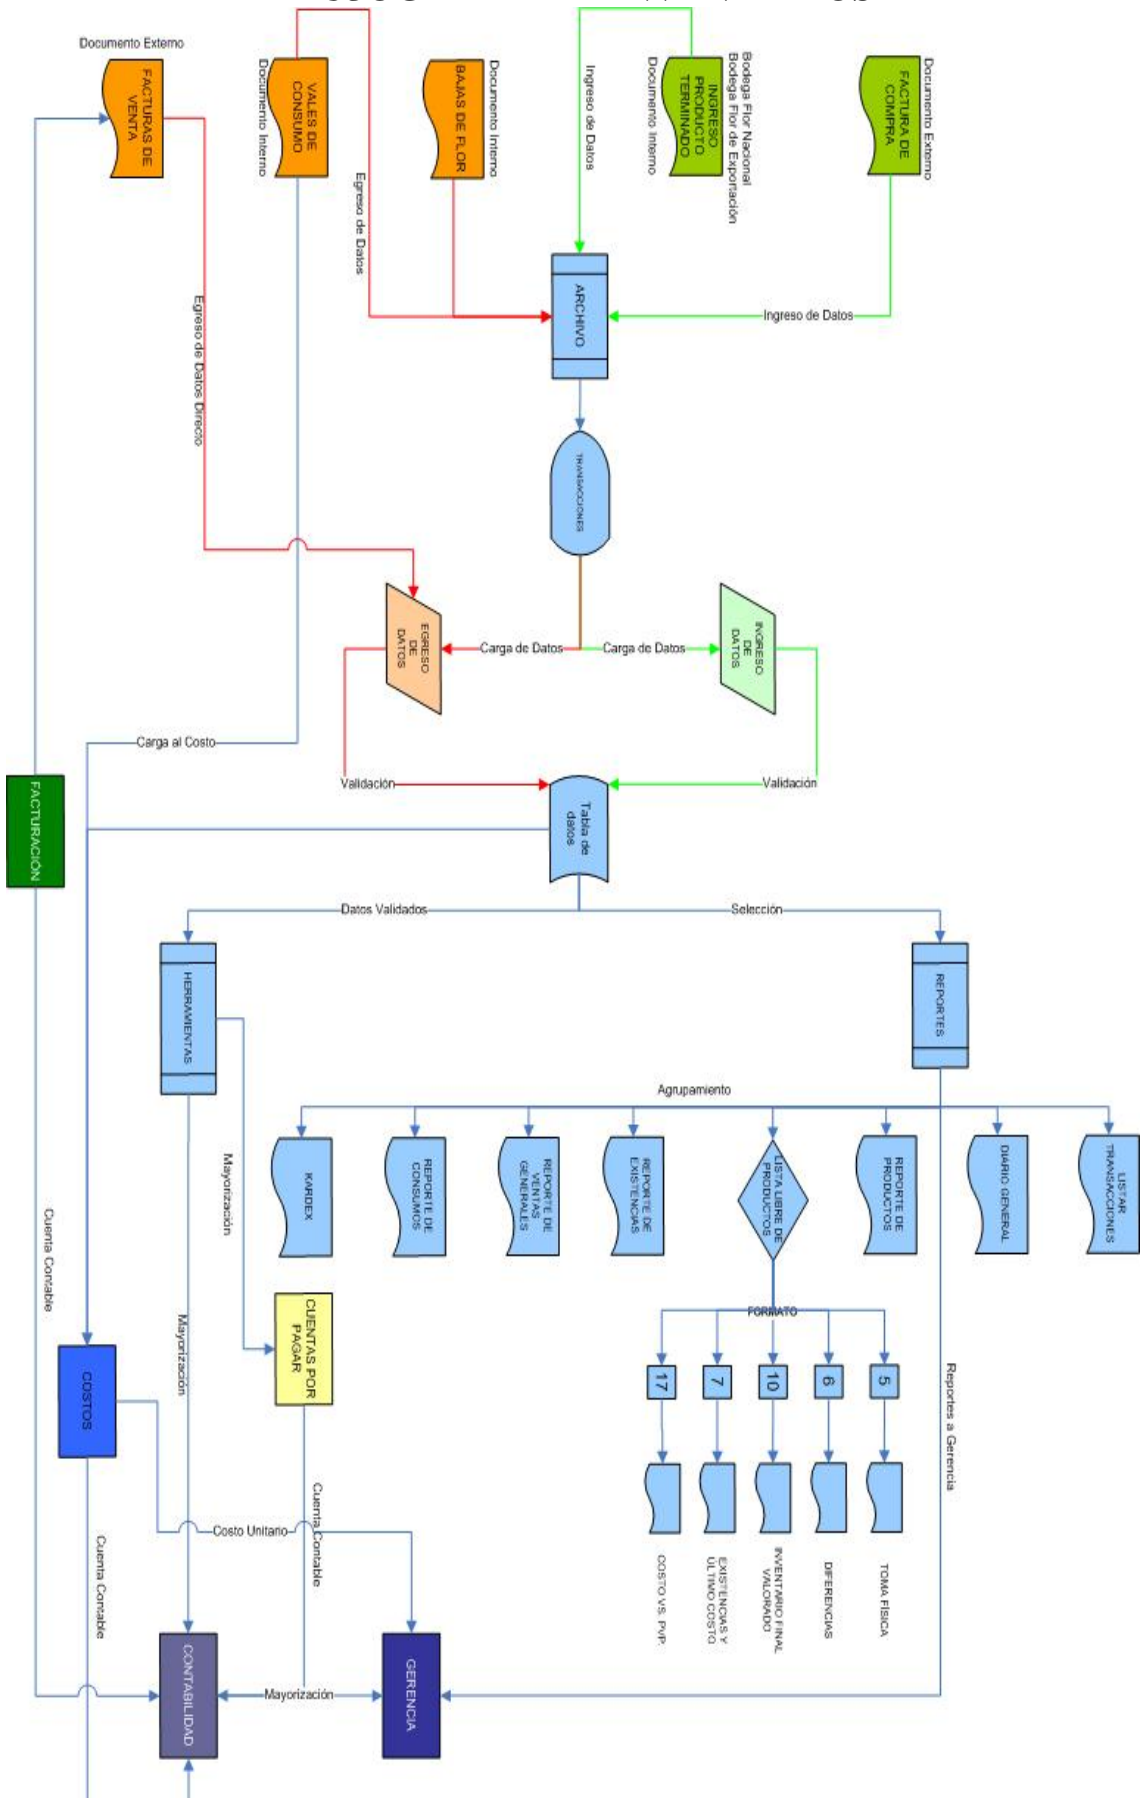 Documento Externo
FACTURAS DE
VENTA
VALES DE
CONSUMO
Documento Interno
BAJAS DE FLOR
Documento Interno
INGRESO
PRODUCTO
TERMINADO
Bodega Flor Nacional
Bodega Flor de Exportación
Documento Interno
FACTURA DE
COMPRA
Documento Externo
Ingreso de Datos
Egreso de Datos
Ingreso de Datos
Egreso de Datos Directo
ARCHIVO
TRANSACCIONES
EGRESO
DE
DATOS
INGRESO
DE
DATOS
Carga de Datos
Carga de Datos
Carga al Costo
Validación
Validación
Tabla de
datos
FACTURACIÓN
Datos Validados
Selección
HERRAMIENTAS
REPORTES
Agrupamiento
KARDEX
REPORTE DE
CONSUMOS
REPORTE DE
VENTAS
GENERALES
REPORTE DE
EXISTENCIAS
LISTA LIBRE DE
PRODUCTOS
REPORTE DE
PRODUCTOS
DIARIO GENERAL
LISTAR
TRANSACCIONES
Mayorización
Cuenta Contable
Mayorización
CUENTAS POR
PAGAR
FORMATO
17
7
10
6
5
Reportes a Gerencia
COSTOS
Costo Unitario
Cuenta Contable
Cuenta Contable
COSTO VS. PVP.
EXISTENCIAS Y
ÚLTIMO COSTO
INVENTARIO FINAL
VALORADO
DIFERENCIAS
TOMA FÍSICA
CONTABILIDAD
Mayorización
GERENCIA